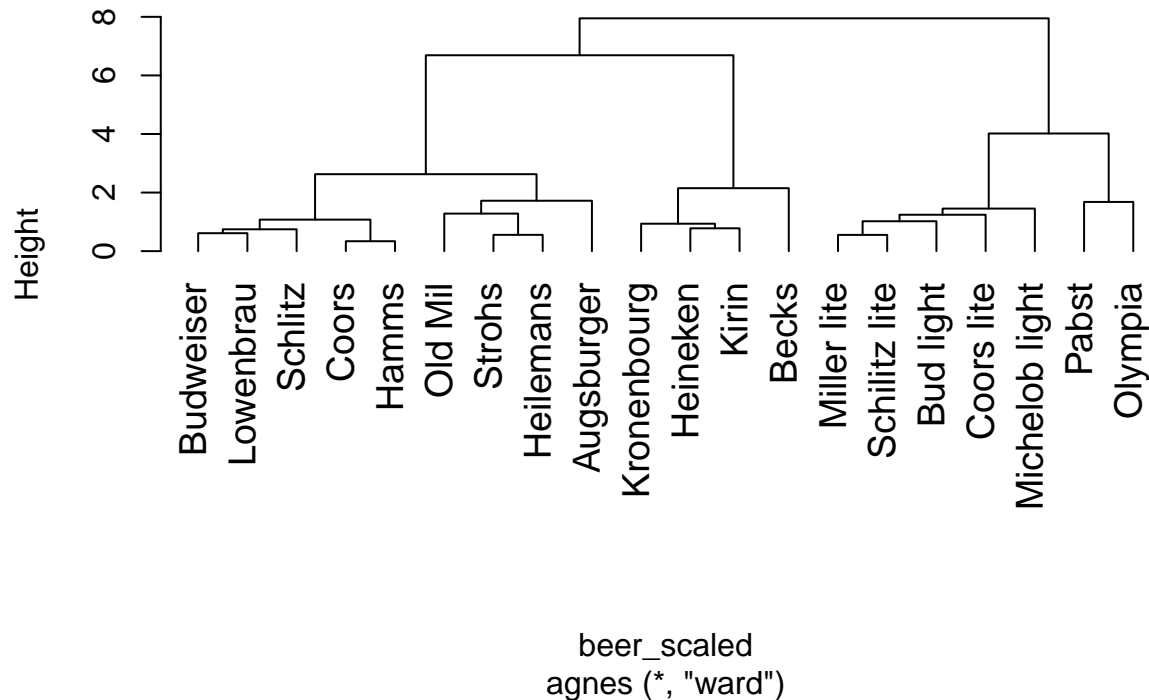 8
6
4
2
0
Height
Budweiser
Lowenbrau
Schlitz
Coors
Hamms
Old Mil
Strohs
Heilemans
Augsburger
Kronenbourg
Heineken
Kirin
Becks
Miller lite
Schilitz lite
Bud light
Coors lite
Michelob light
Pabst
Olympia
beer_scaled
agnes (*, "ward")